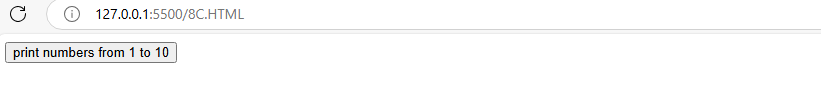 127.0.0.1:5500/8C.HTML
print numbers from 1 to 10